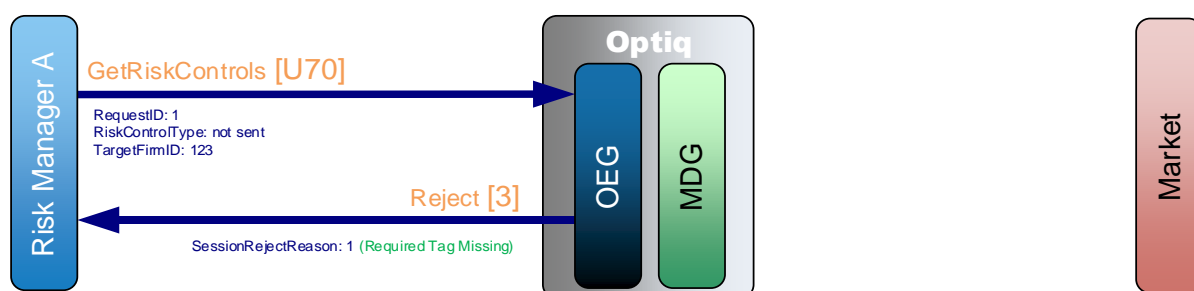 Risk Manager A
GetRiskControls [U70]
RequestID: 1
RiskControlType: not sent
TargetFirmID: 123
Reject [3]
SessionRejectReason: 1 (Required Tag Missing)
Optiq
OEG
MDG
Market